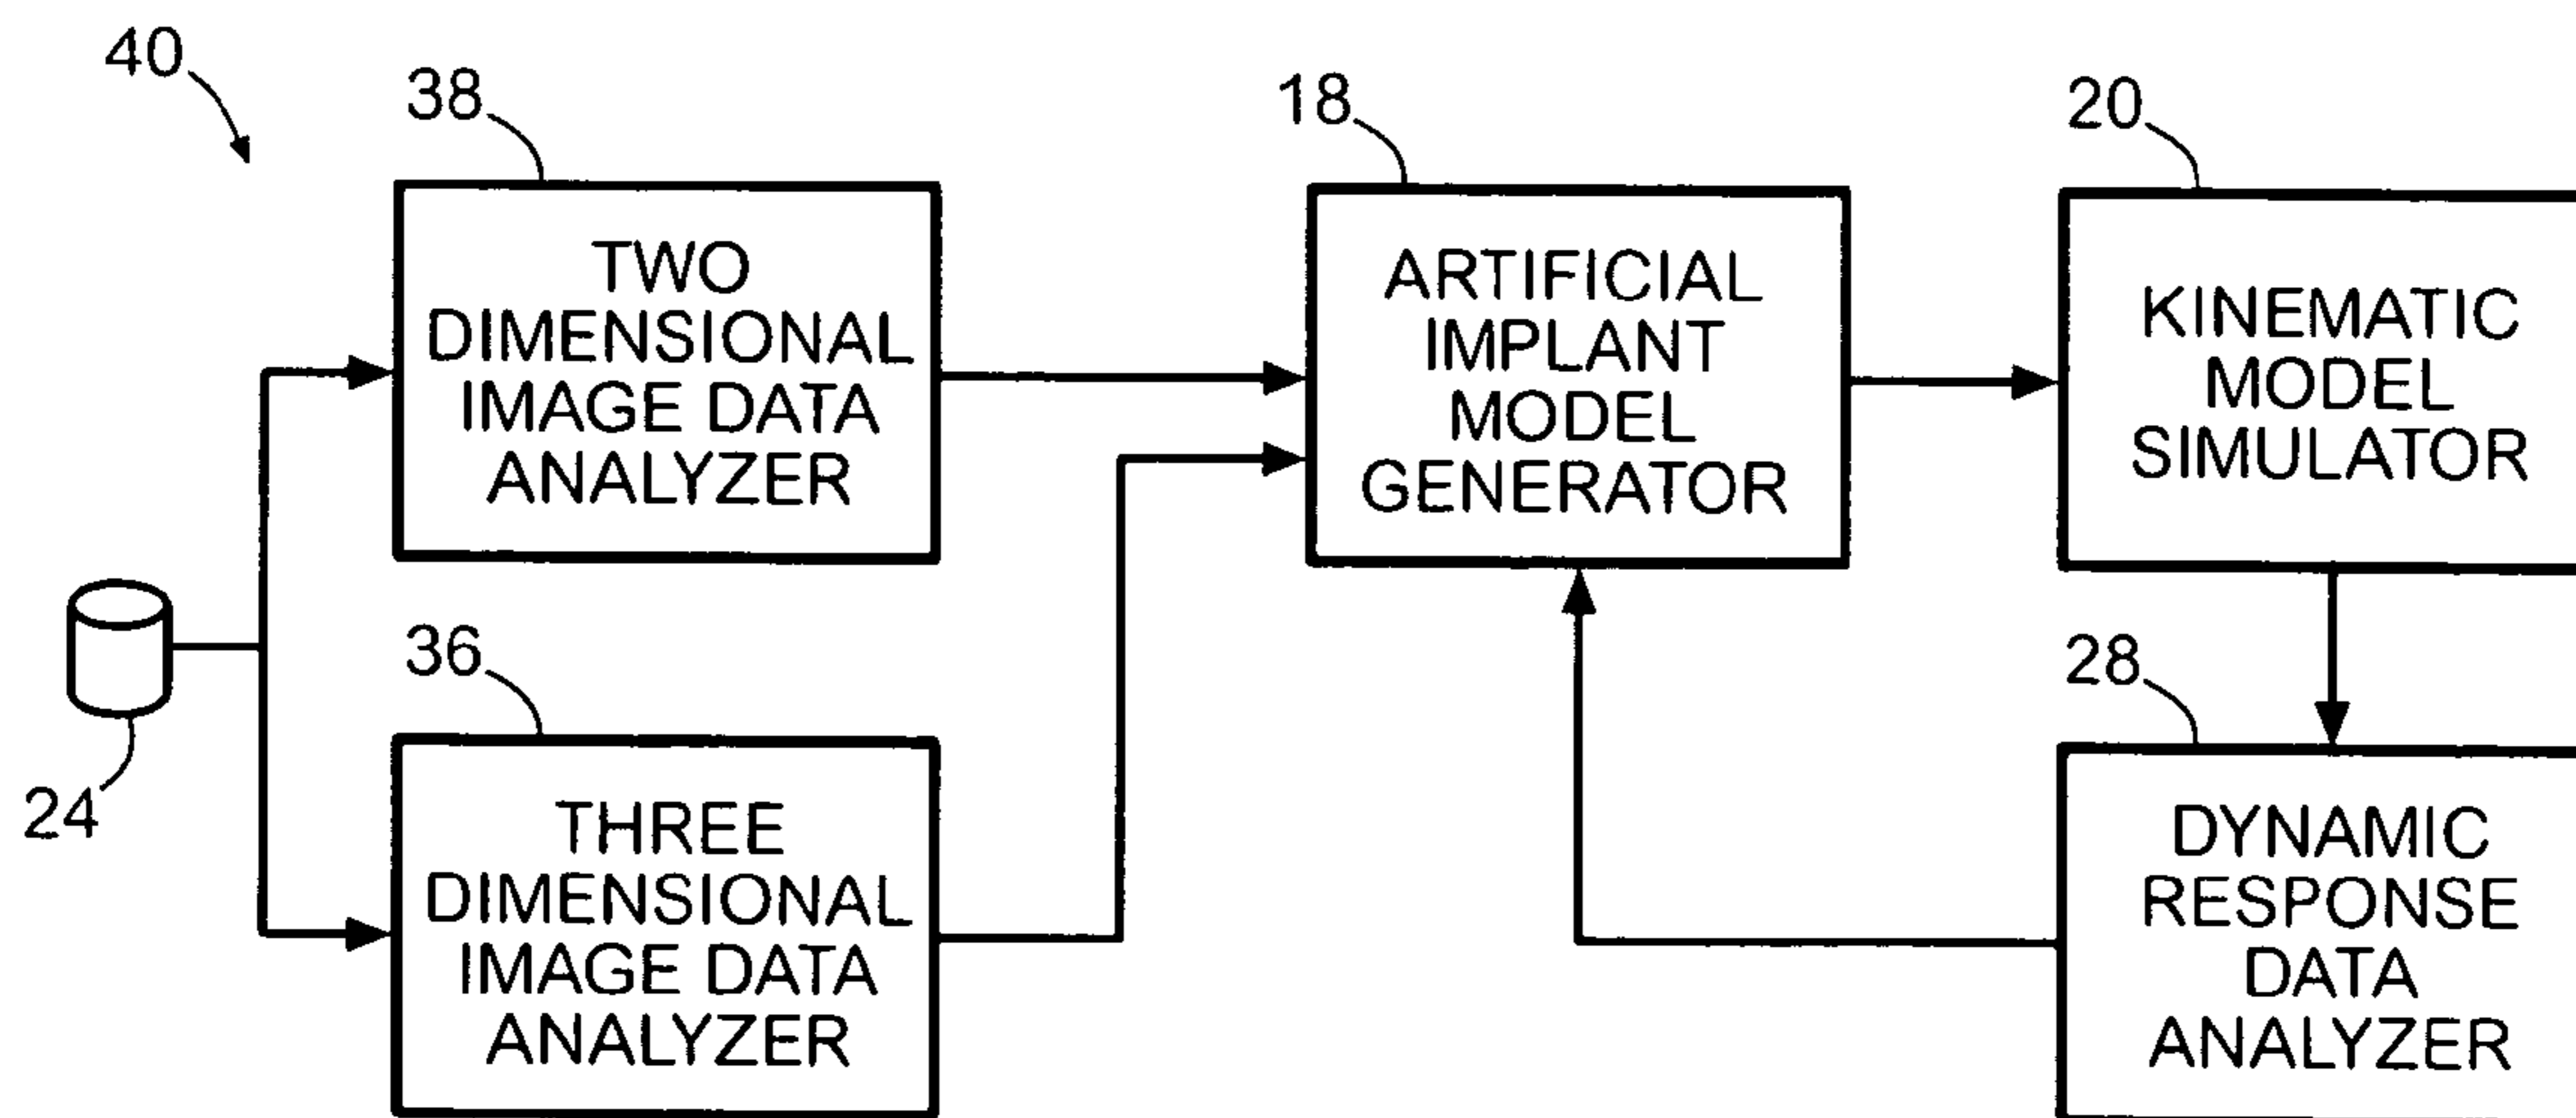 40
38
TWO
DIMENSIONAL
IMAGE DATA
ANALYZER
18
ARTIFICIAL
IMPLANT
MODEL
GENERATOR
20
KINEMATIC
MODEL
SIMULATOR
24
36
THREE
DIMENSIONAL
IMAGE DATA
ANALYZER
28
DYNAMIC
RESPONSE
DATA
ANALYZER